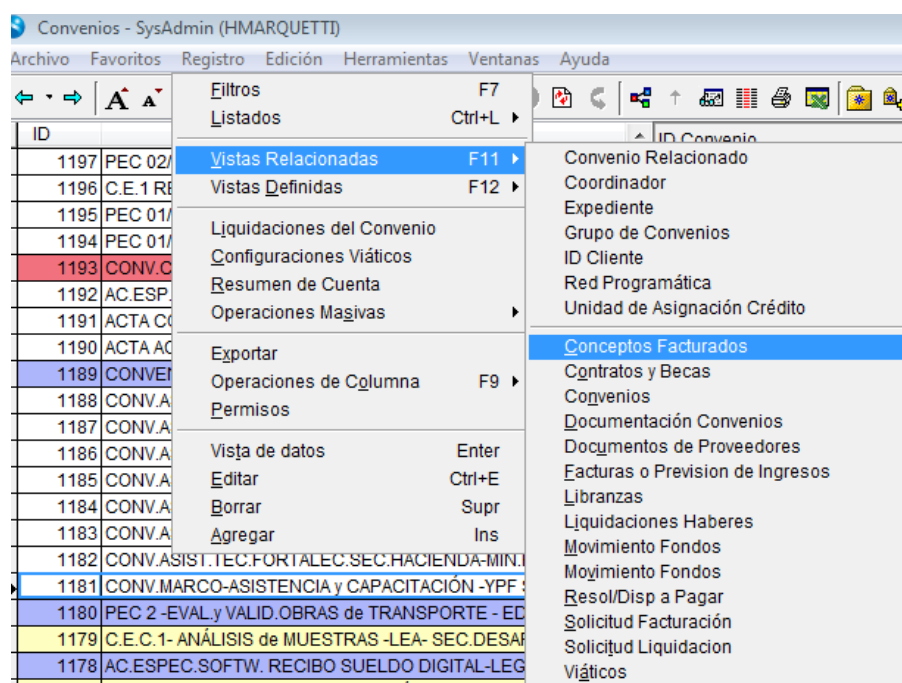 Convenios - SysAdmin (HMARQUETTI)
Archivo Favoritos Registro Edición Herramientas Ventanas Ayuda
A A
ID
ID Convenio
1197 PEC 02/
1196 C.E.1 RE
1195 PEC 01/
1194 PEC 01/
1193 CONV.C
1192 AC.ESP.
1191 ACTA CO
1190 ACTA AC
1189 CONVEN
1188 CONV.A
1187 CONV.A
1186 CONV.A
1185 CONV.A
1184 CONV.A
1183 CONV.A
1182 CONV.ASIST.TEC.FORTALEC.SEC.HACIENDA-MIN.
1181 CONV.MARCO-ASISTENCIA y CAPACITACIÓN -YPF
1180 PEC 2 -EVAL.y VALID.OBRAS de TRANSPORTE - ED
1179 C.E.C.1- ANÁLISIS de MUESTRAS -LEA- SEC.DESAR
1178 AC.ESPEC.SOFTW. RECIBO SUELDO DIGITAL-LEG
Filtros F7
Listados Ctrl+L
Vistas Relacionadas F11
Vistas Definidas F12
Liquidaciones del Convenio
Configuraciones Viáticos
Resumen de Cuenta
Operaciones Masivas
Exportar
Operaciones de Columna F9
Permisos
Vista de datos Enter
Editar Ctrl+E
Borrar Supr
Agregar Ins
Convenio Relacionado
Coordinador
Expediente
Grupo de Convenios
ID Cliente
Red Programática
Unidad de Asignación Crédito
Conceptos Facturados
Contratos y Becas
Convenios
Documentación Convenios
Documentos de Proveedores
Facturas o Prevision de Ingresos
Libranzas
Liquidaciones Haberes
Movimiento Fondos
Movimiento Fondos
Resol/Disp a Pagar
Solicitud Facturación
Solicitud Liquidacion
Viáticos